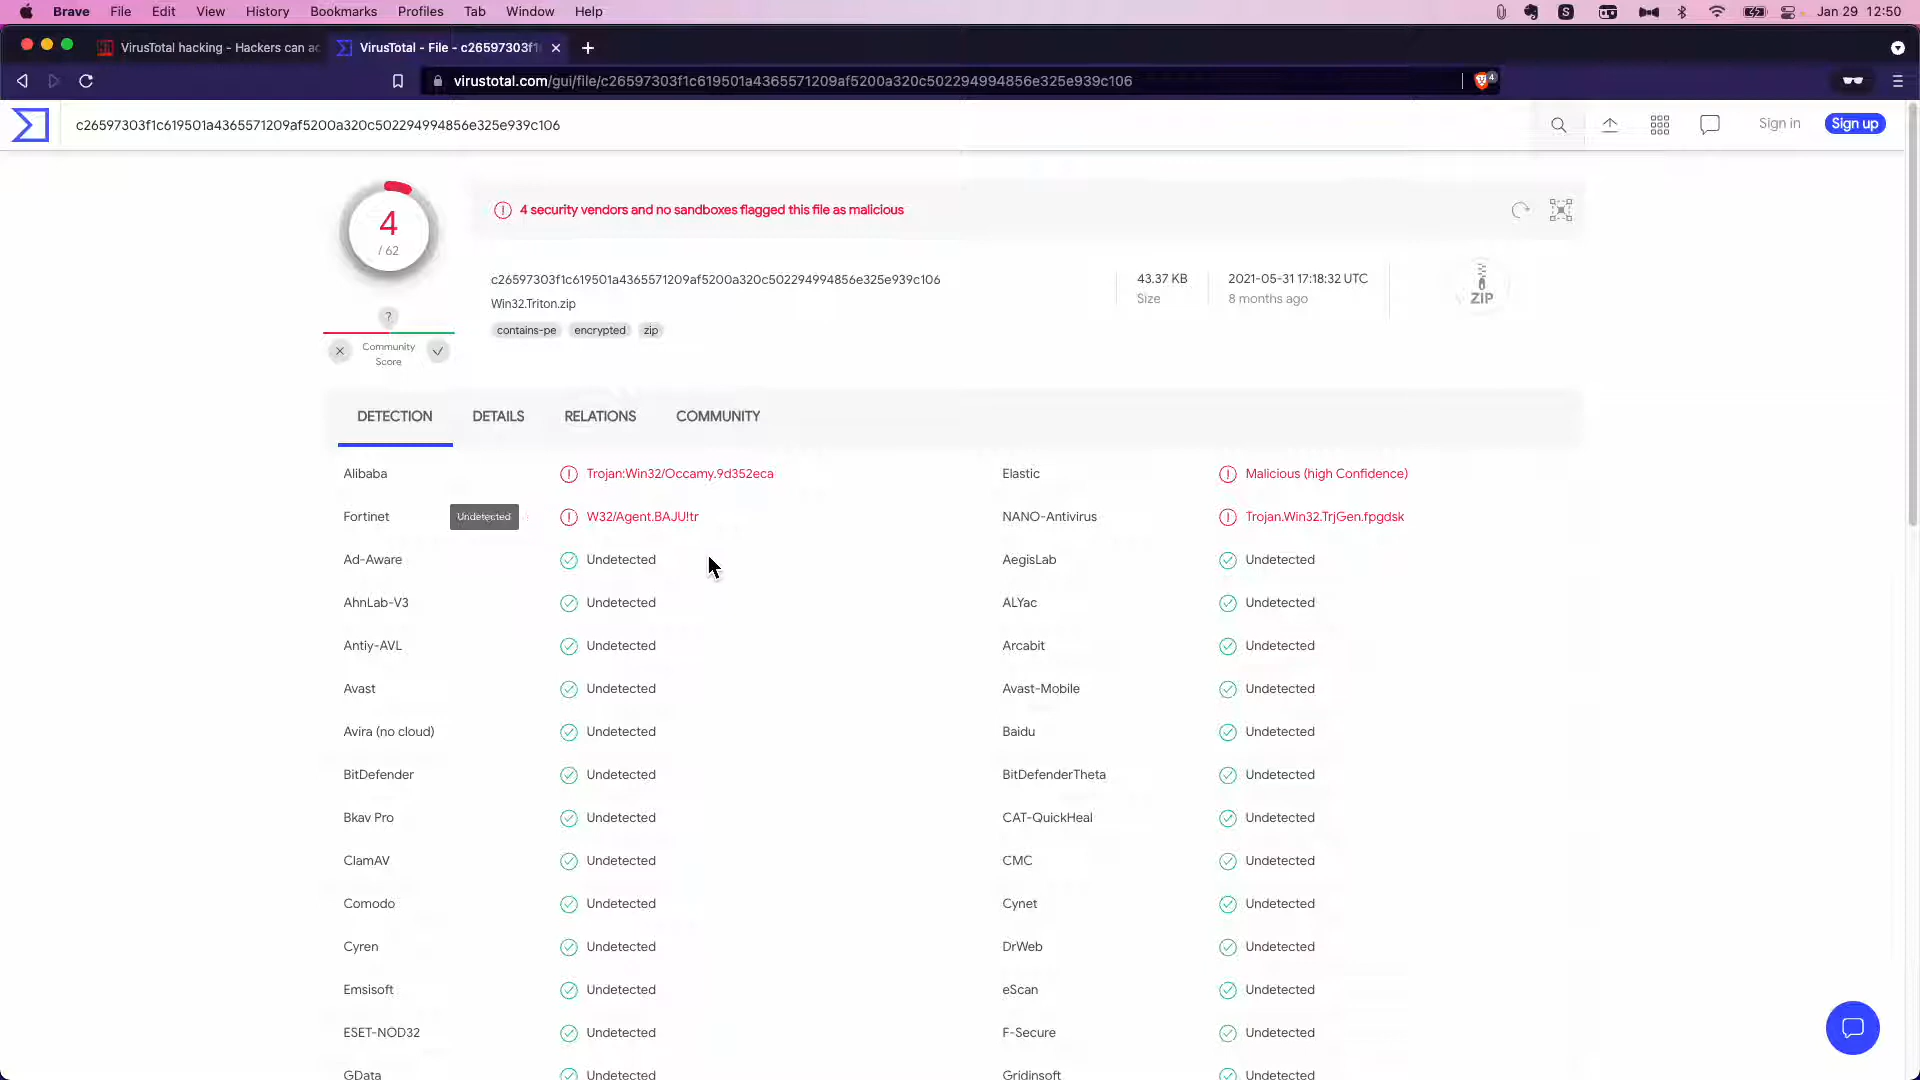 Brave File Edit View History Bookmarks Profiles Tab Window Help Jan 29 12:50
VirusTotal hacking - Hackers can ac VirusTotal - File - c26597303f1
virustotal.com/gui/file/c26597303f1c619501a4365571209af5200a320c502294994856e325e939c106 4
c26597303f1c619501a4365571209af5200a320c502294994856e325e939c106 Sign in Sign up
4
/ 62
4 security vendors and no sandboxes flagged this file as malicious
c26597303f1c619501a4365571209af5200a320c502294994856e325e939c106
Win32.Triton.zip
contains-pe encrypted zip
43.37 KB
Size
2021-05-31 17:18:32 UTC
8 months ago
ZIP
?
Community
Score
DETECTION DETAILS RELATIONS COMMUNITY
Alibaba Trojan:Win32/Occamy.9d352eca Elastic Malicious (high Confidence)
Fortinet Undetected W32/Agent.BAJU!tr NANO-Antivirus Trojan.Win32.TrjGen.fpgdsk
Ad-Aware Undetected AegisLab Undetected
AhnLab-V3 Undetected ALYac Undetected
Antiy-AVL Undetected Arcabit Undetected
Avast Undetected Avast-Mobile Undetected
Avira (no cloud) Undetected Baidu Undetected
BitDefender Undetected BitDefenderTheta Undetected
Bkav Pro Undetected CAT-QuickHeal Undetected
ClamAV Undetected CMC Undetected
Comodo Undetected Cynet Undetected
Cyren Undetected DrWeb Undetected
Emsisoft Undetected eScan Undetected
ESET-NOD32 Undetected F-Secure Undetected
GData Undetected Gridinsoft Undetected